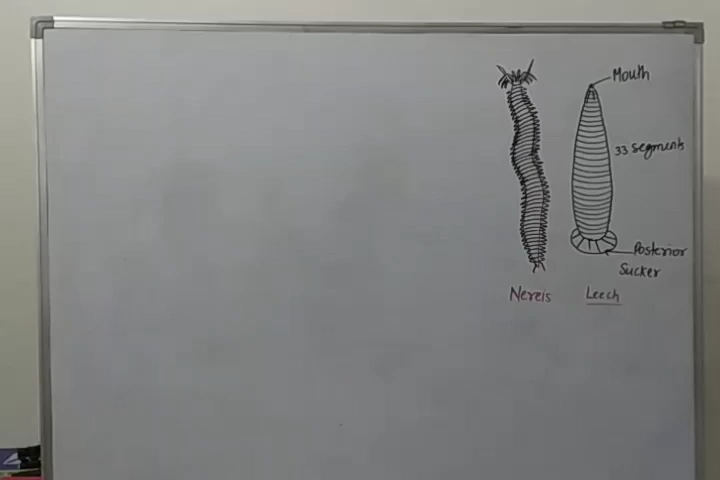 Mouth
33 segments
Posterior
Sucker
Nereis
Leech